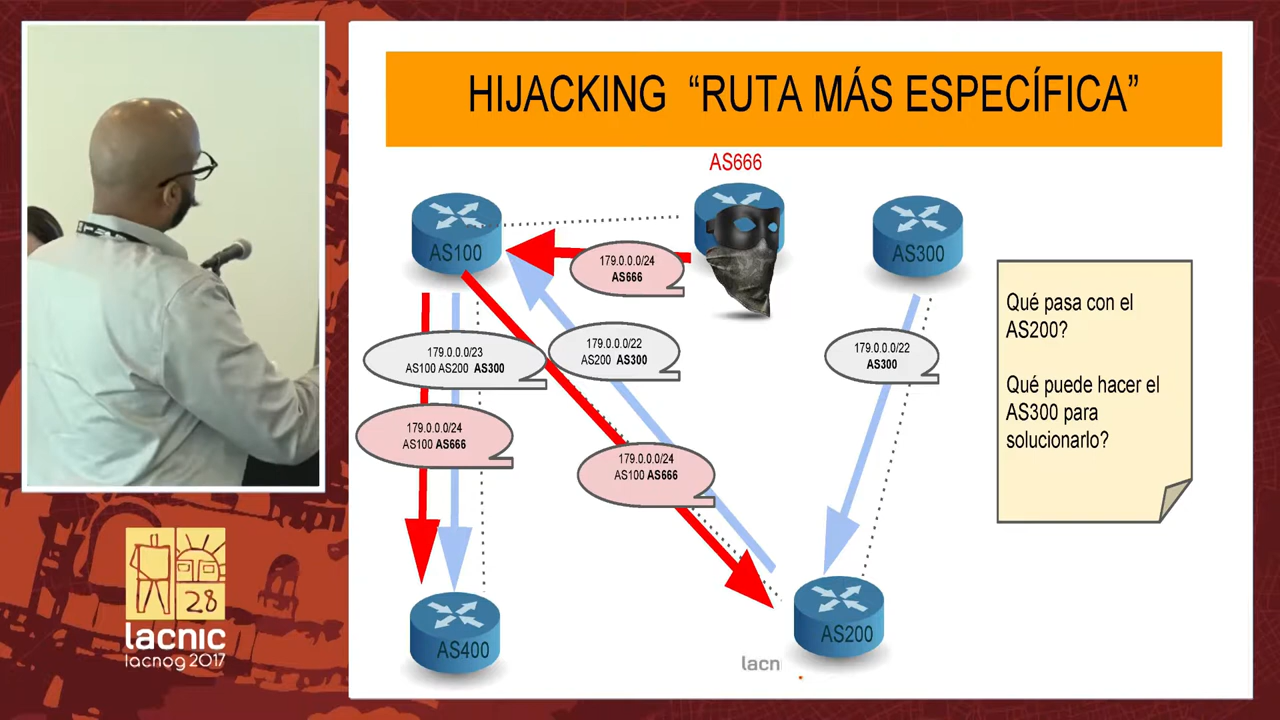 HIJACKING “RUTA MÁS ESPECÍFICA”
AS666
AS100
AS300
179.0.0.0/24
AS666
179.0.0.0/23
AS100 AS200 AS300
179.0.0.0/22
AS200 AS300
179.0.0.0/22
AS300
179.0.0.0/24
AS100 AS666
179.0.0.0/24
AS100 AS666
Qué pasa con el
AS200?
Qué puede hacer el
AS300 para
solucionarlo?
AS400
AS200
lacni
28
lacnic
lacnog 2017